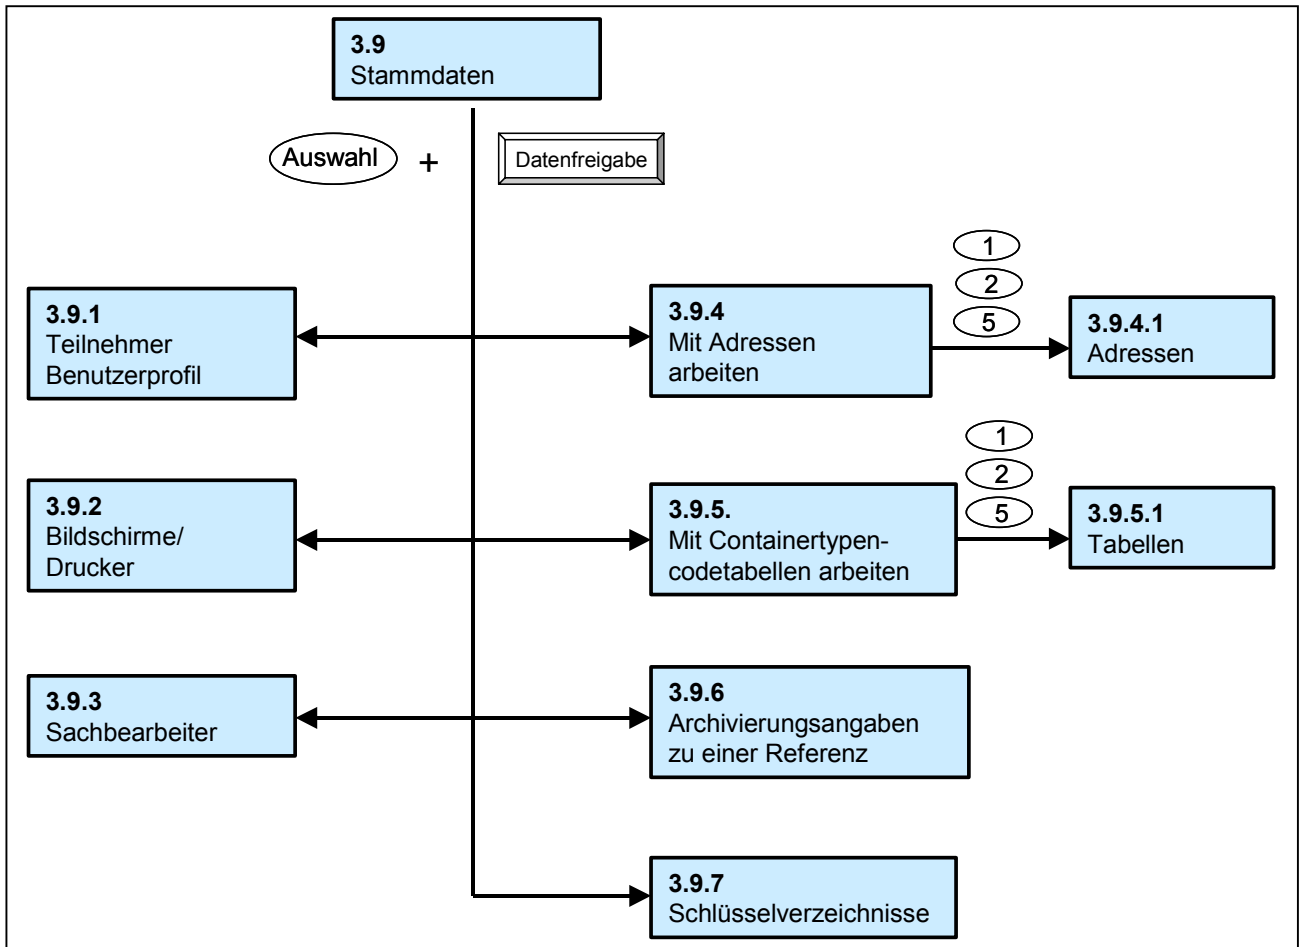 3.9
Stammdaten
Auswahl
+
Datenfreigabe
3.9.1
Teilnehmer
Benutzerprofil
3.9.4
Mit Adressen
arbeiten
1
2
5
3.9.4.1
Adressen
3.9.2
Bildschirme/
Drucker
3.9.5.
Mit Containertypen-
codetabellen arbeiten
1
2
5
3.9.5.1
Tabellen
3.9.3
Sachbearbeiter
3.9.6
Archivierungsangaben
zu einer Referenz
3.9.7
Schlüsselverzeichnisse